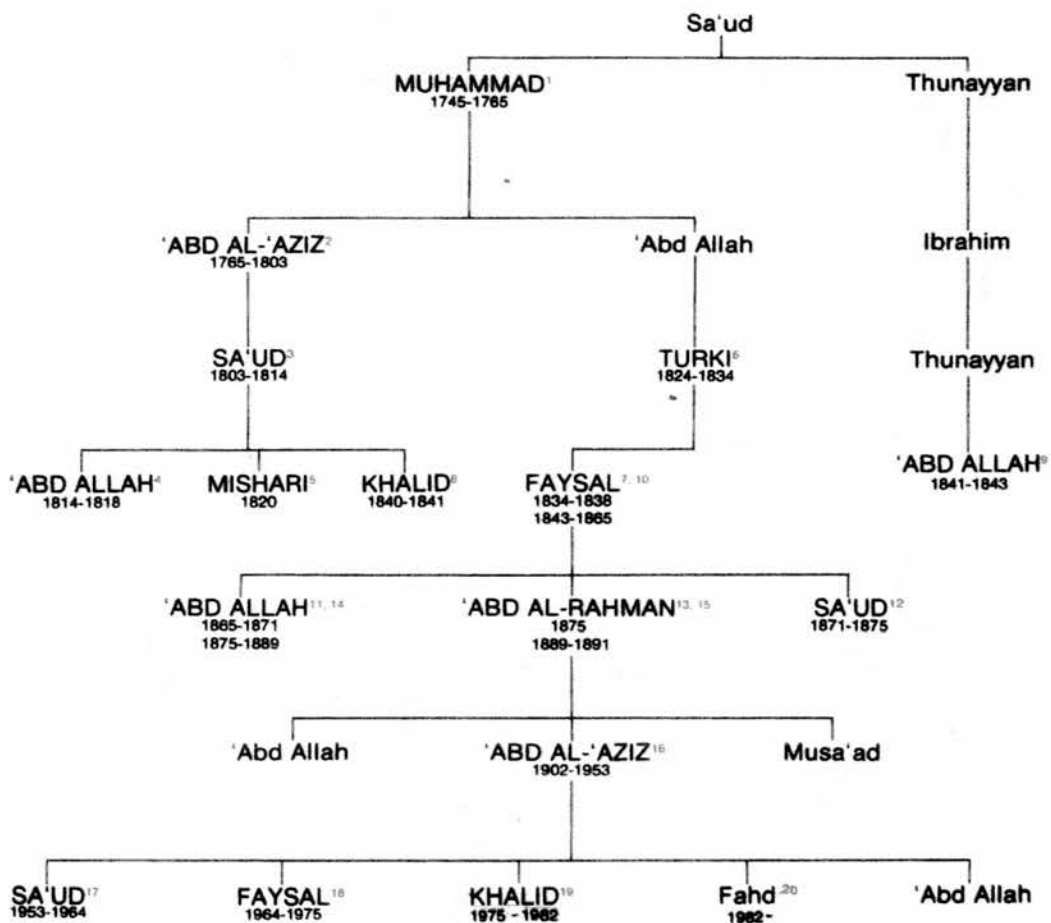 Sa'ud
MUHAMMAD¹ Thunayyan
1745-1765
'ABD AL-'AZIZ² 'Abd Allah Ibrahim
1765-1803
SA'UD³ TURKI⁶ Thunayyan
1803-1814 1824-1834
'ABD ALLAH⁴ MISHARI⁵ KHALID⁸ FAYSAL⁷, ¹⁰ 'ABD ALLAH⁹
1814-1818 1820 1840-1841 1834-1838 1841-1843
1843-1865
'ABD ALLAH¹¹, ¹⁴ 'ABD AL-RAHMAN¹³, ¹⁵ SA'UD¹²
1865-1871 1875 1871-1875
1875-1889 1889-1891
'Abd Allah 'ABD AL-'AZIZ¹⁶ Musa'ad
1902-1953
SA'UD¹⁷ FAYSAL¹⁸ KHALID¹⁹ Fahd²⁰ 'Abd Allah
1953-1964 1964-1975 1975 - 1982 1982-